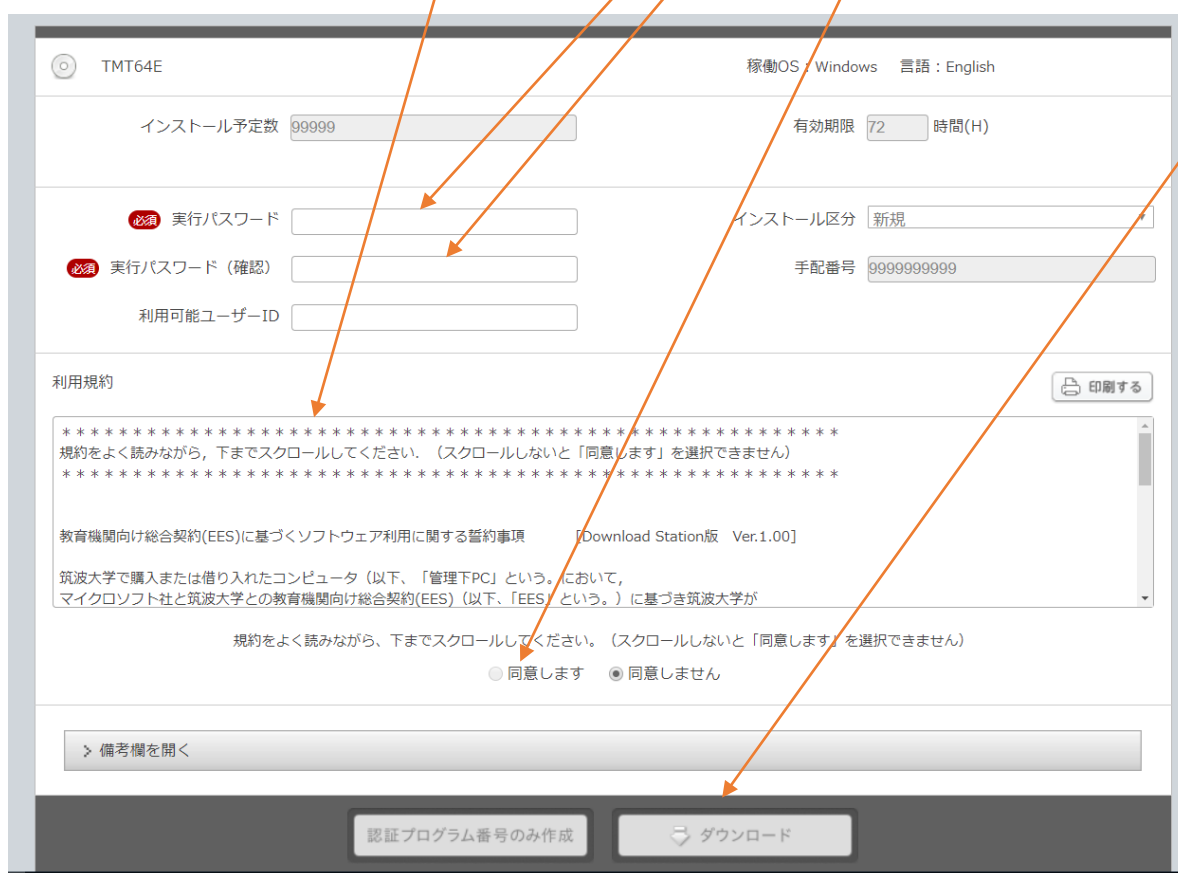 TMT64E 稼働OS：Windows 言語：English
インストール予定数 99999 有効期限 72 時間(H)
必須 実行パスワード インストール区分 新規
必須 実行パスワード（確認） 手配番号 9999999999
利用可能ユーザーID
利用規約 印刷する
＊＊＊＊＊＊＊＊＊＊＊＊＊＊＊＊＊＊＊＊＊＊＊＊＊＊＊＊＊＊＊＊＊＊＊＊＊＊＊＊＊＊＊＊＊＊＊＊＊＊＊＊＊＊＊
規約をよく読みながら，下までスクロールしてください．（スクロールしないと「同意します」を選択できません）
＊＊＊＊＊＊＊＊＊＊＊＊＊＊＊＊＊＊＊＊＊＊＊＊＊＊＊＊＊＊＊＊＊＊＊＊＊＊＊＊＊＊＊＊＊＊＊＊＊＊＊＊＊＊＊
教育機関向け総合契約(EES)に基づくソフトウェア利用に関する誓約事項 [Download Station版 Ver.1.00]
筑波大学で購入または借り入れたコンピュータ（以下、「管理下PC」という。において，
マイクロソフト社と筑波大学との教育機関向け総合契約(EES)（以下、「EES」という。）に基づき筑波大学が
規約をよく読みながら、下までスクロールしてください。（スクロールしないと「同意します」を選択できません）
同意します 同意しません
備考欄を開く
認証プログラム番号のみ作成 ダウンロード